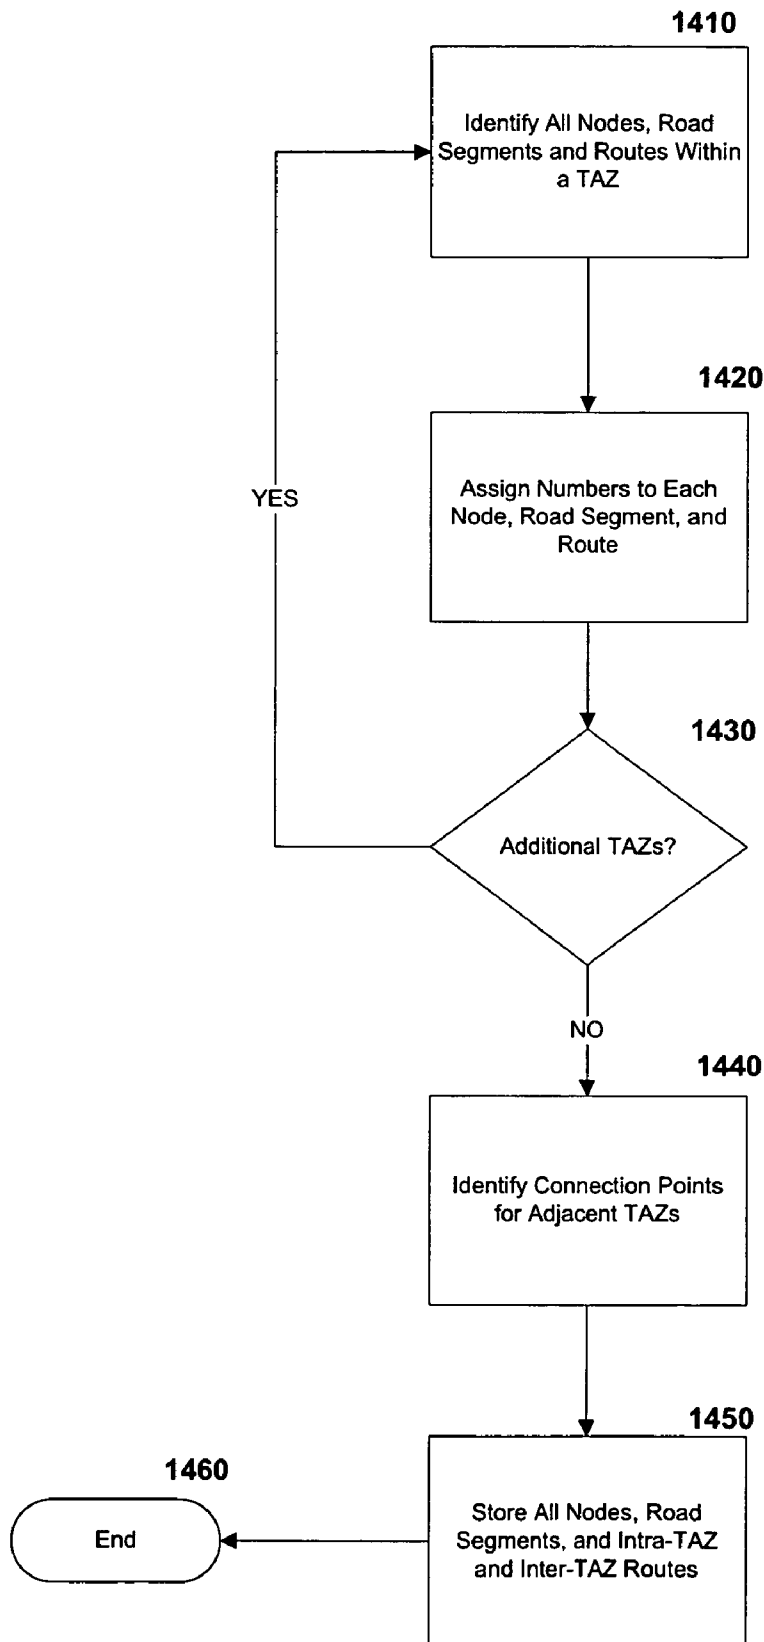 1410
Identify All Nodes, Road
Segments and Routes Within
a TAZ
1420
Assign Numbers to Each
Node, Road Segment, and
Route
YES
1430
Additional TAZs?
NO
1440
Identify Connection Points
for Adjacent TAZs
1450
Store All Nodes, Road
Segments, and Intra-TAZ
and Inter-TAZ Routes
1460
End